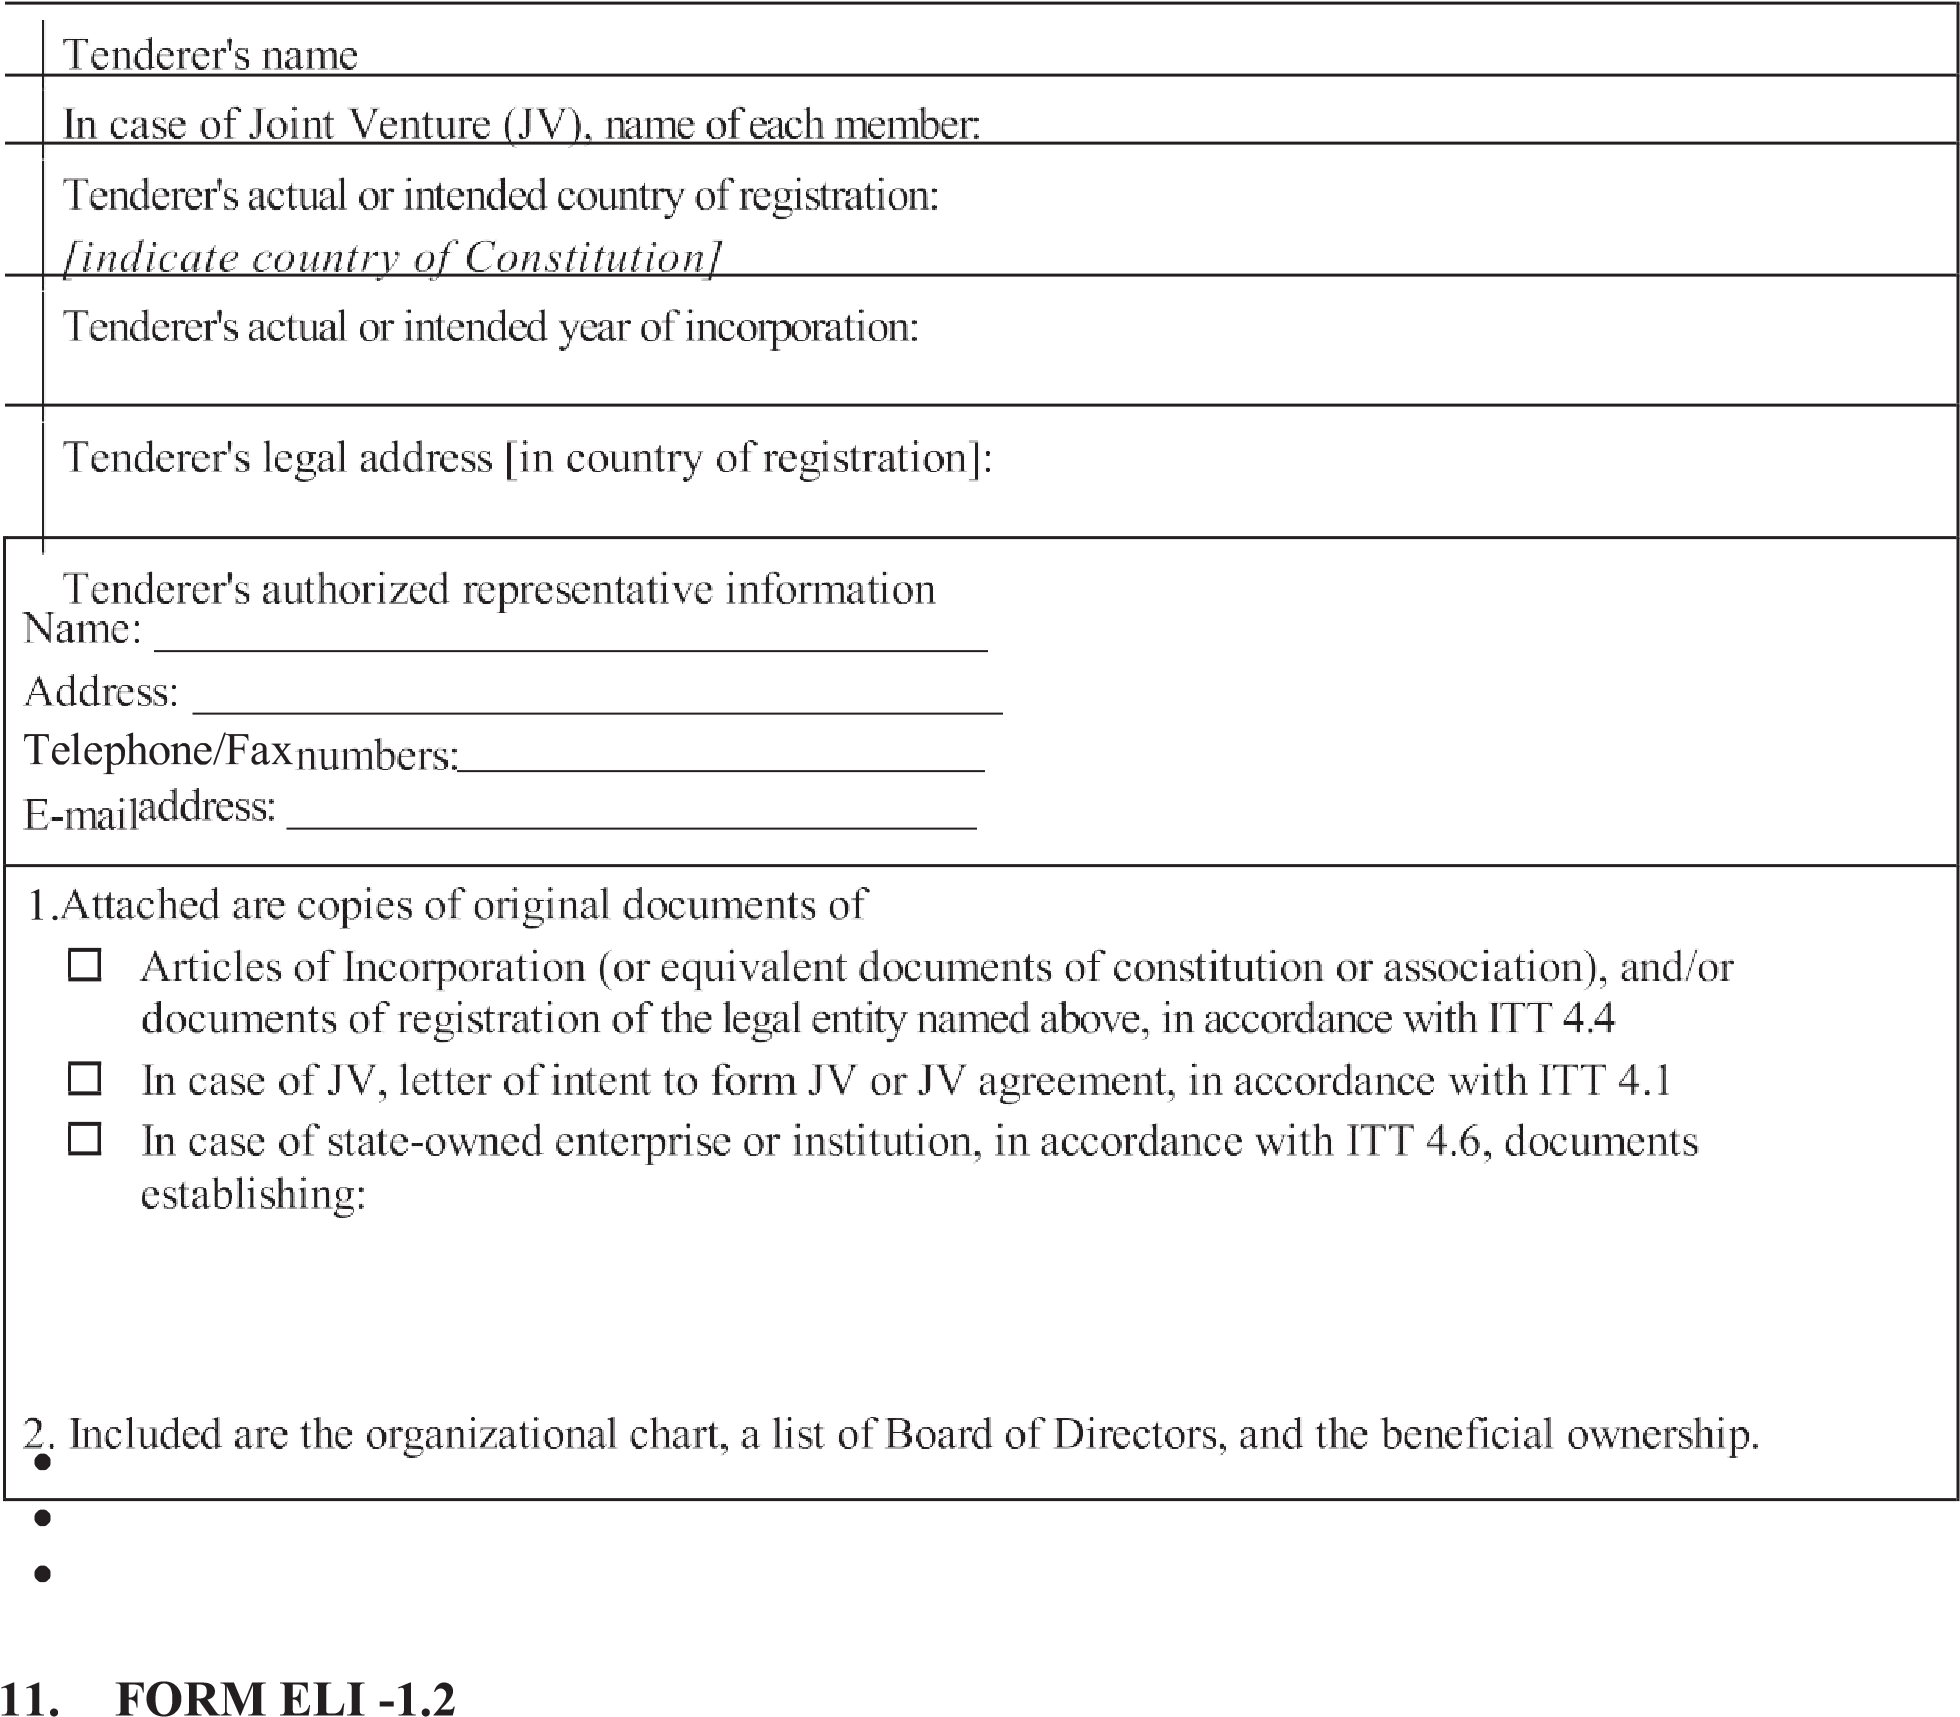 Tenderer's name
In case of Joint Venture (JV), name of each member:
Tenderer's actual or intended country of registration:
[indicate country of Constitution]
Tenderer's actual or intended year of incorporation:
Tenderer's legal address [in country of registration]:
Tenderer's authorized representative information
Name:
Address:
Telephone/Fax numbers:
E-mail address:
1.Attached are copies of original documents of
☐ Articles of Incorporation (or equivalent documents of constitution or association), and/or
documents of registration of the legal entity named above, in accordance with ITT 4.4
☐ In case of JV, letter of intent to form JV or JV agreement, in accordance with ITT 4.1
☐ In case of state-owned enterprise or institution, in accordance with ITT 4.6, documents
establishing:
2. Included are the organizational chart, a list of Board of Directors, and the beneficial ownership.
•
•
•
11. FORM ELI -1.2